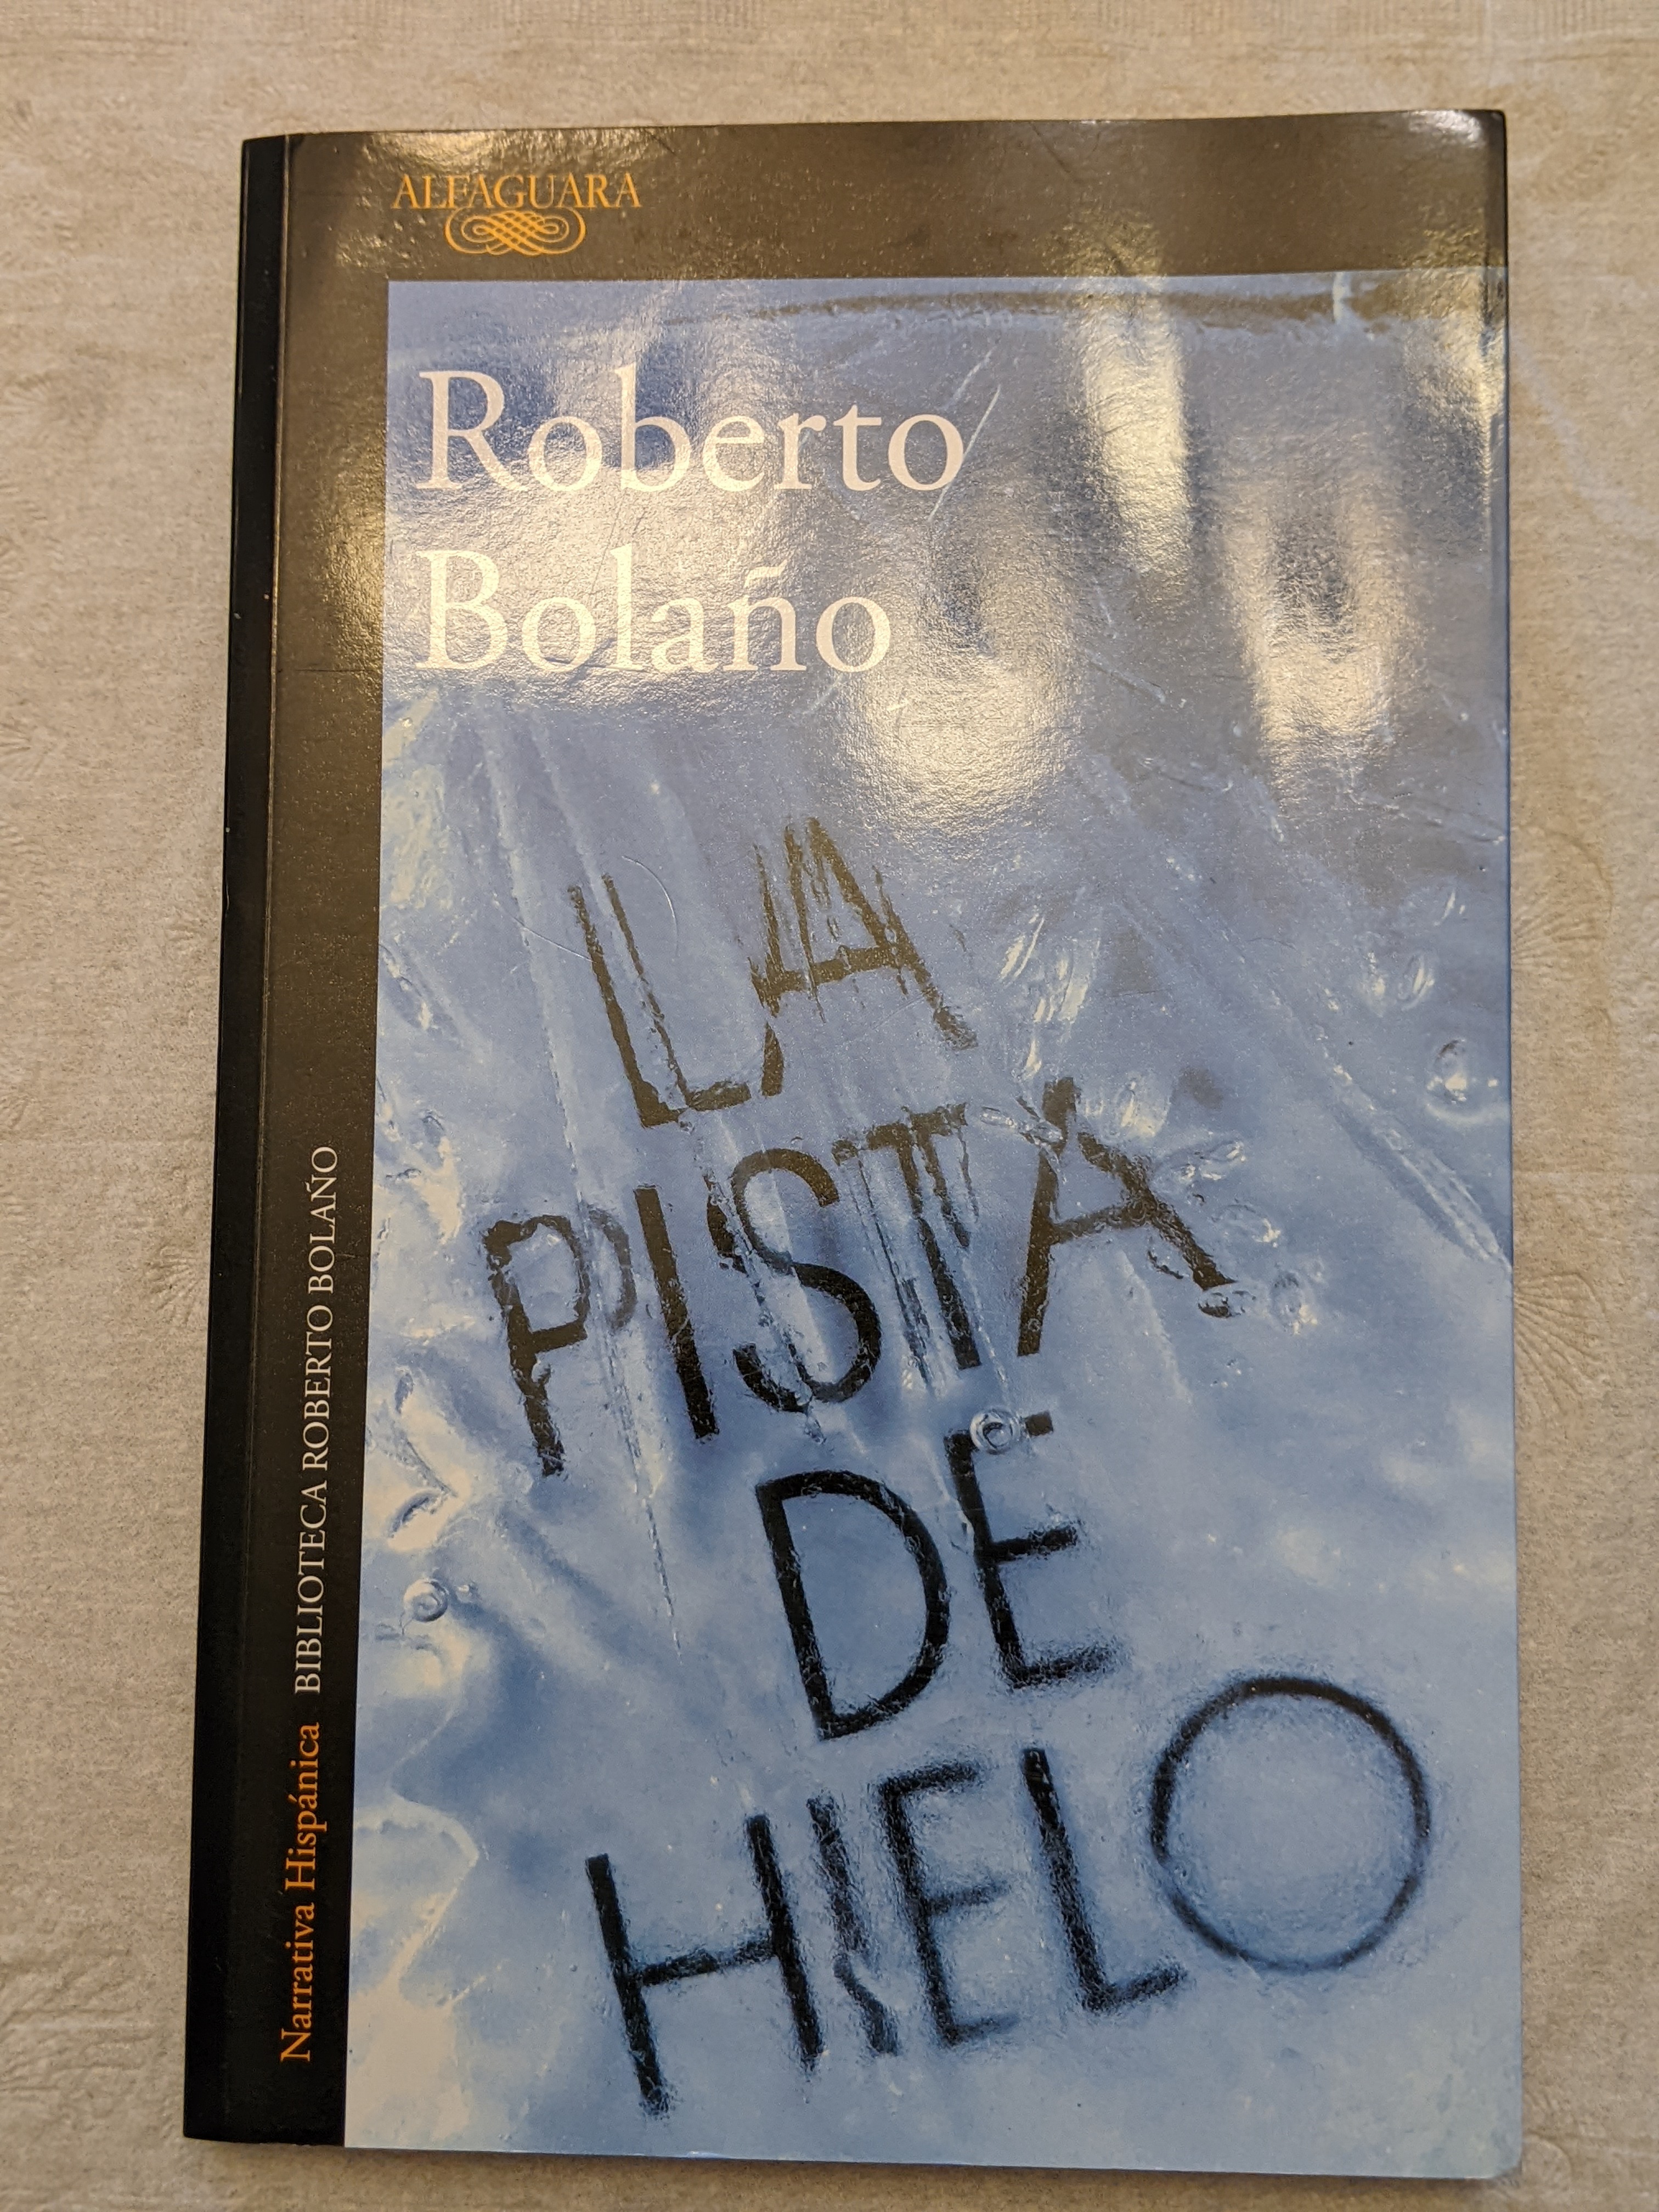 ALFAGUARA
Roberto
Bolaño
LA
PISTA
DE
HIELO
Narrativa Hispánica BIBLIOTECA ROBERTO BOLAÑO